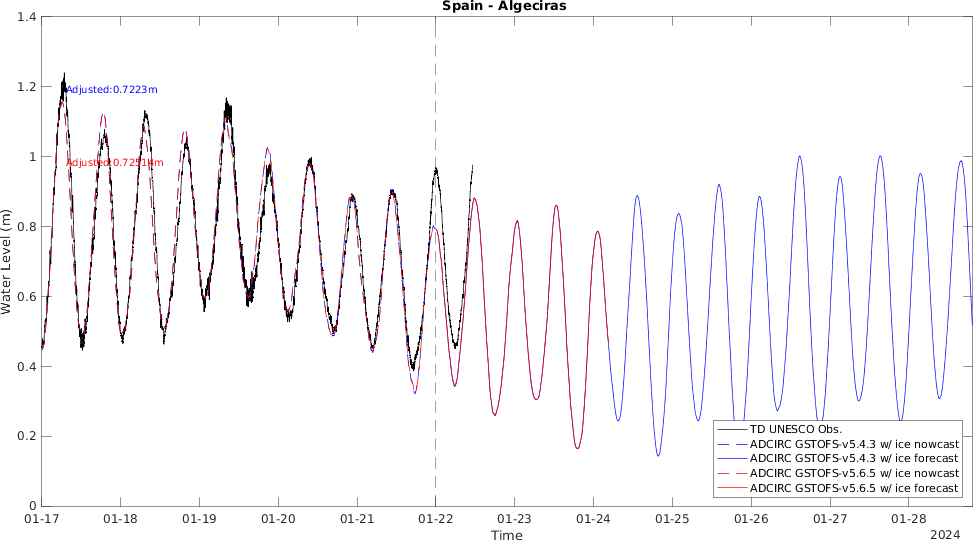 Spain - Algeciras
1.4
1.2
1
0.8
0.6
0.4
0.2
0
Water Level (m)
Adjusted:0.7223m
Adjusted:0.72514m
TD UNESCO Obs.
ADCIRC GSTOFS-v5.4.3 w/ ice nowcast
ADCIRC GSTOFS-v5.4.3 w/ ice forecast
ADCIRC GSTOFS-v5.6.5 w/ ice nowcast
ADCIRC GSTOFS-v5.6.5 w/ ice forecast
01-17 01-18 01-19 01-20 01-21 01-22 01-23 01-24 01-25 01-26 01-27 01-28
Time
2024